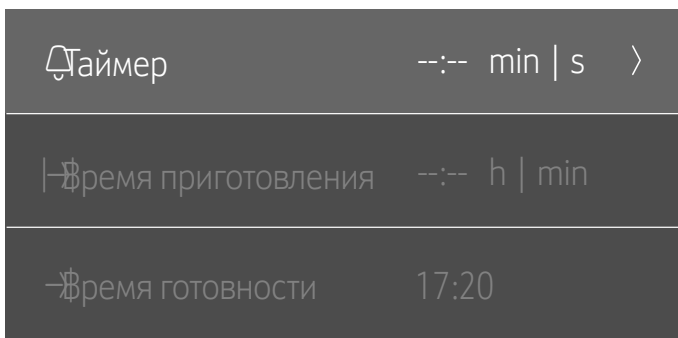 Таймер --:-- min | s 〉
Время приготовления --:-- h | min
Время готовности 17:20